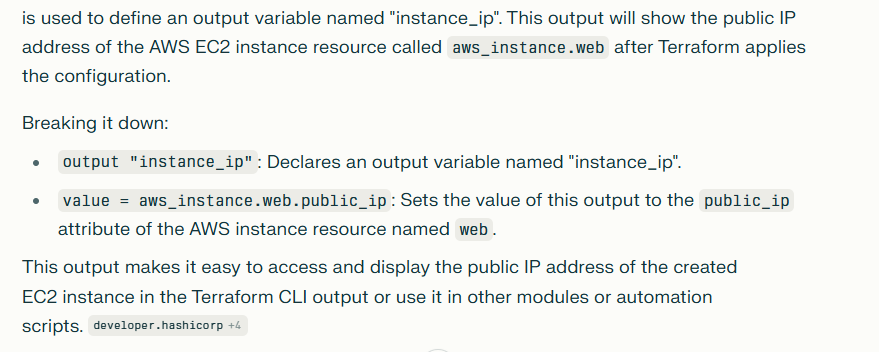 is used to define an output variable named "instance_ip". This output will show the public IP
address of the AWS EC2 instance resource called aws_instance.web after Terraform applies
the configuration.
Breaking it down:
• output "instance_ip": Declares an output variable named "instance_ip".
• value = aws_instance.web.public_ip: Sets the value of this output to the public_ip
attribute of the AWS instance resource named web.
This output makes it easy to access and display the public IP address of the created
EC2 instance in the Terraform CLI output or use it in other modules or automation
scripts. developer.hashicorp +4